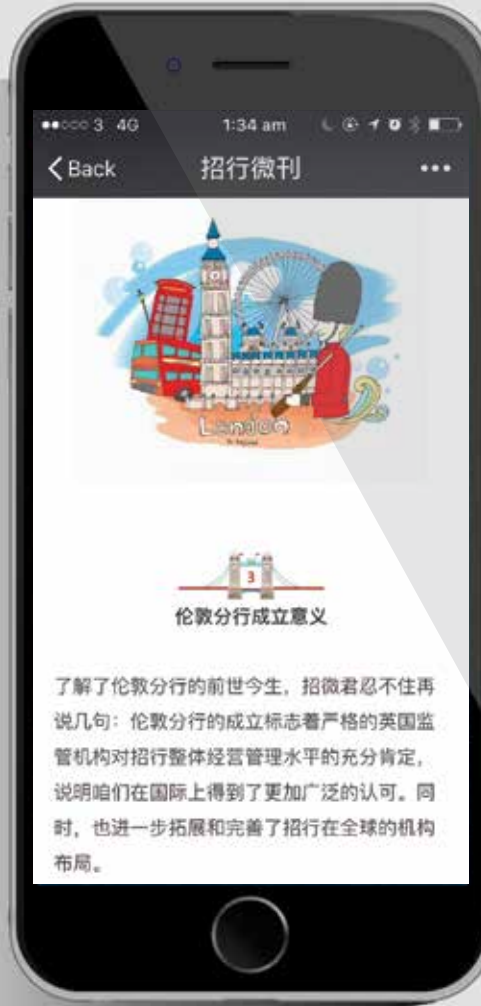 3 4G 1:34 am
Back 招行微刊
London
3
伦敦分行成立意义
了解了伦敦分行的前世今生，招微君忍不住再
说几句：伦敦分行的成立标志着严格的英国监
管机构对招行整体经营管理水平的充分肯定，
说明咱们在国际上得到了更加广泛的认可。同
时，也进一步拓展和完善了招行在全球的机构
布局。